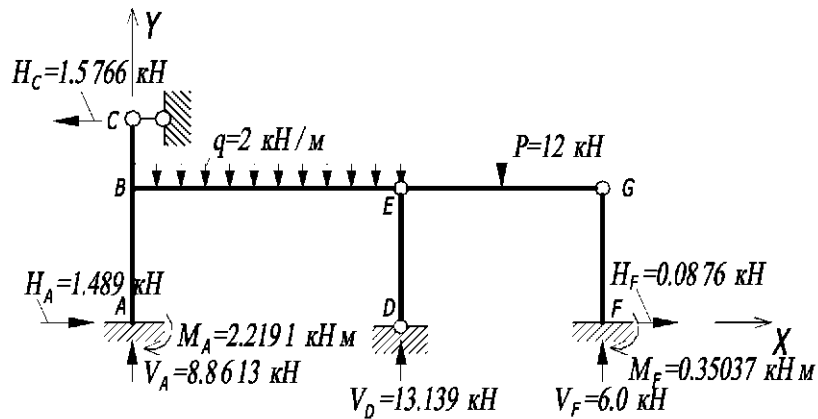 Y
H_C=1.5766 кН
C
q=2 кН/м
P=12 кН
B
E
G
H_A=1.489 кН
H_F=0.0876 кН
A
D
F
X
M_A=2.2191 кН м
M_F=0.35037 кН м
V_A=8.8613 кН
V_D=13.139 кН
V_F=6.0 кН